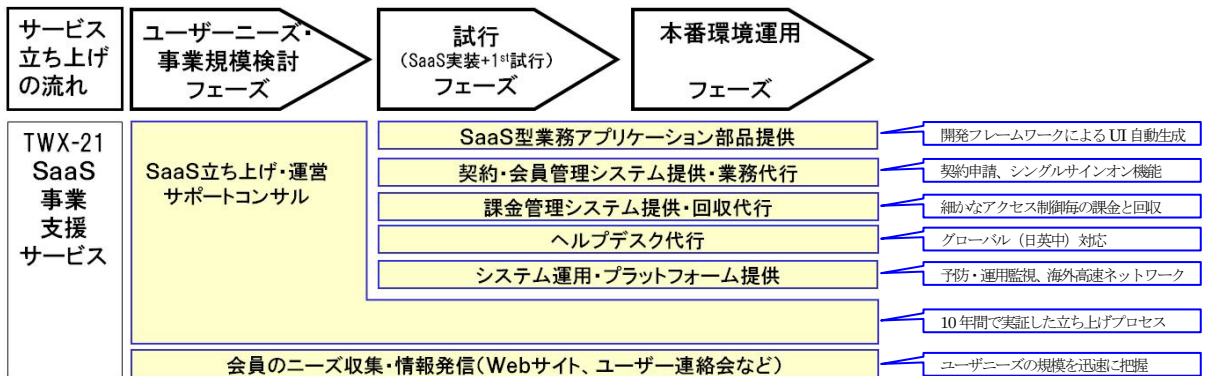 サービス
立ち上げ
の流れ
ユーザーニーズ・
事業規模検討
フェーズ
試行
（SaaS実装+1st試行）
フェーズ
本番環境運用
フェーズ
TWX-21
SaaS
事業
支援
サービス
SaaS立ち上げ・運営
サポートコンサル
SaaS型業務アプリケーション部品提供
契約・会員管理システム提供・業務代行
課金管理システム提供・回収代行
ヘルプデスク代行
システム運用・プラットフォーム提供
会員のニーズ収集・情報発信（Webサイト、ユーザー連絡会など）
開発フレームワークによるUI自動生成
契約申請、シングルサインオン機能
細かなアクセス制御毎の課金と回収
グローバル（日英中）対応
予防・運用監視、海外高速ネットワーク
10年間で実証した立ち上げプロセス
ユーザニーズの規模を迅速に把握